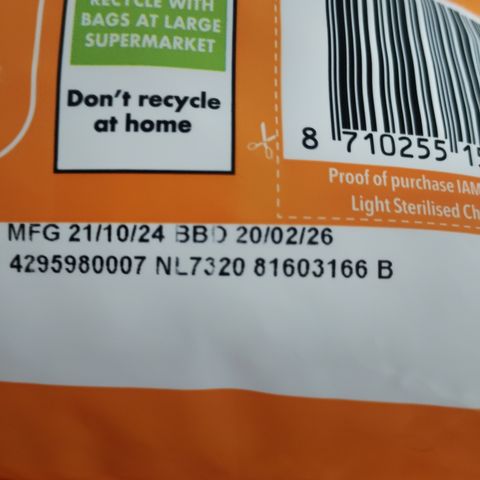 RECYCLE WITH
BAGS AT LARGE
SUPERMARKET
Don't recycle
at home
8 710255 15
Proof of purchase IAM
Light Sterilised Ch
MFG 21/10/24 BBD 20/02/26
4295980007 NL7320 81603166 B